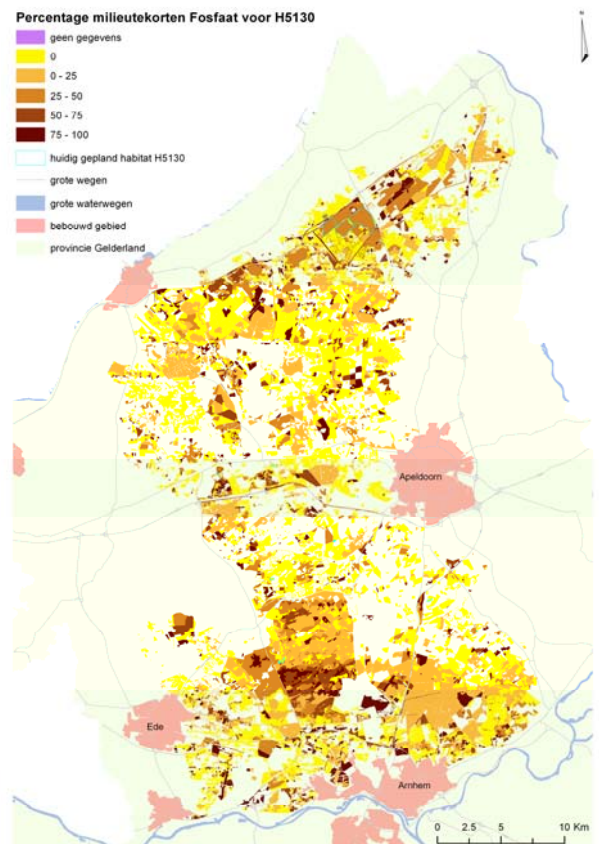 Percentage milieutekorten Fosfaat voor H5130
geen gegevens
0
0 - 25
25 - 50
50 - 75
75 - 100
huidig gepland habitat H5130
grote wegen
grote waterwegen
bebouwd gebied
provincie Gelderland
N
Apeldoorn
Ede
Arnhem
0 2.5 5 10 Km